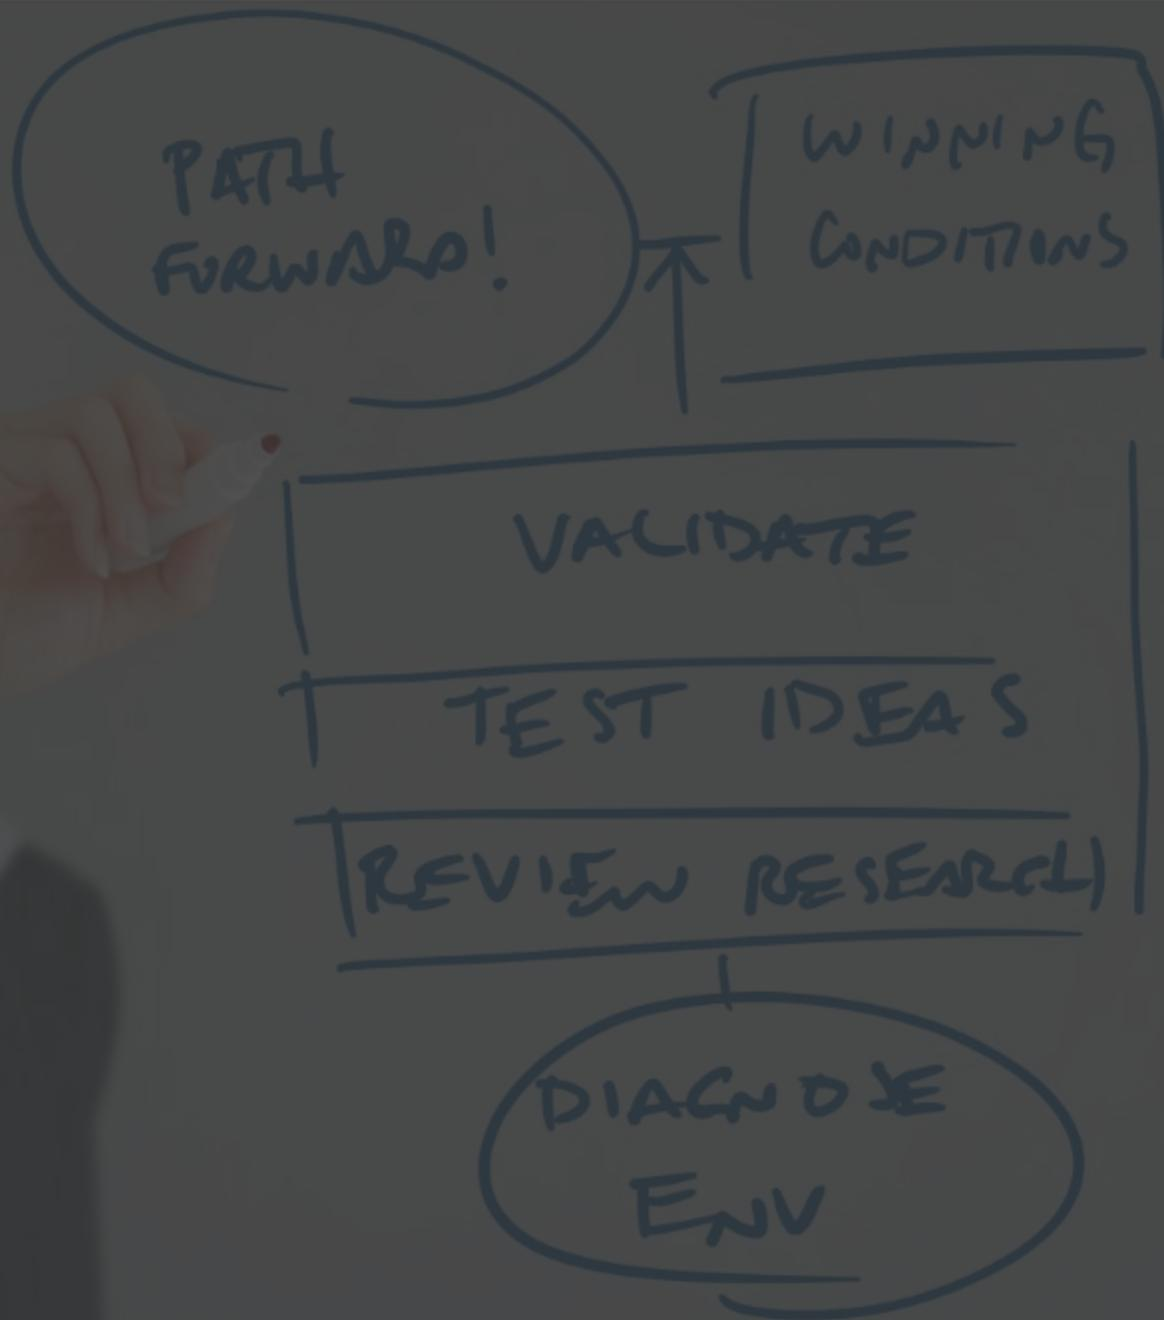 PATH
FORWARD!
WINNING
CONDITIONS
VALIDATE
TEST IDEAS
REVIEW RESEARCH
DIAGNOSE
ENV